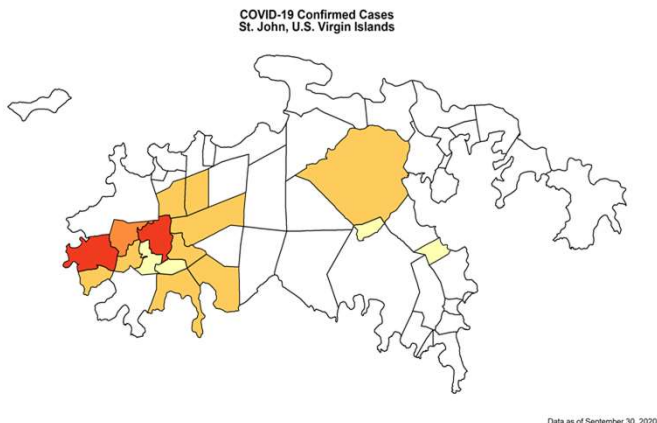 COVID-19 Confirmed Cases
St. John, U.S. Virgin Islands
Data as of September 30, 2020